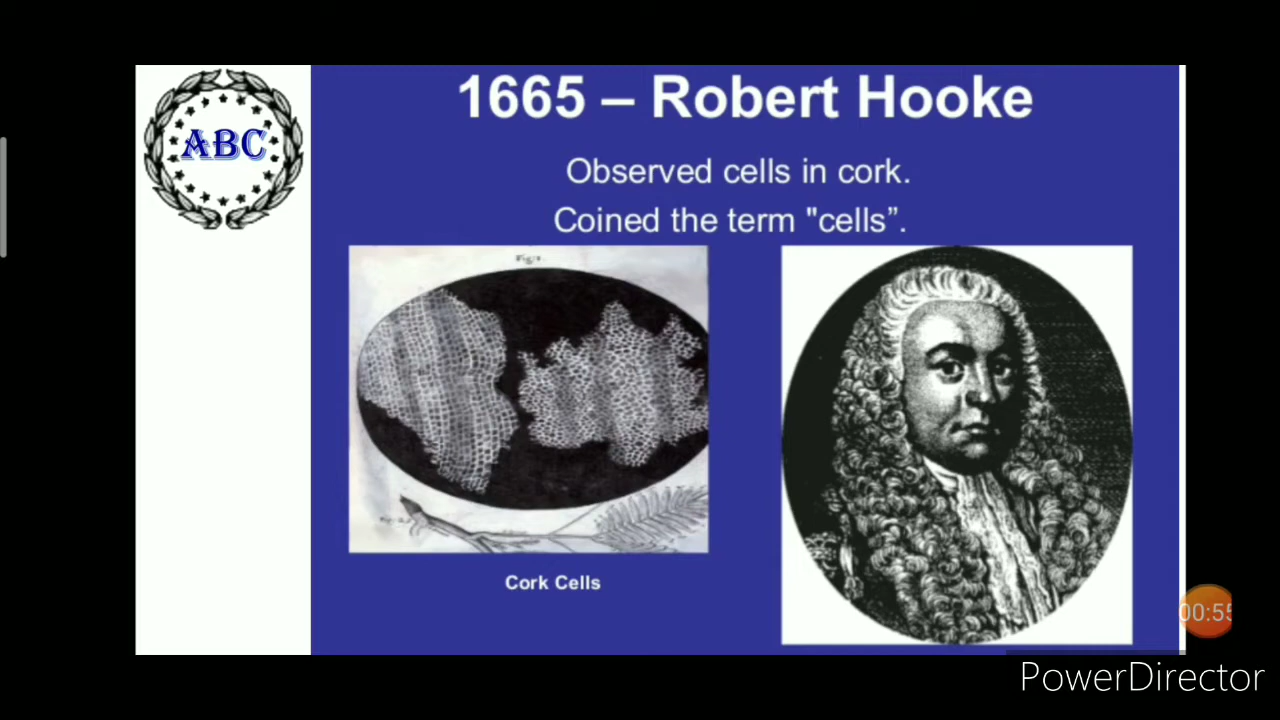 ABC
1665 – Robert Hooke
Observed cells in cork.
Coined the term "cells”.
Cork Cells
00:55
PowerDirector